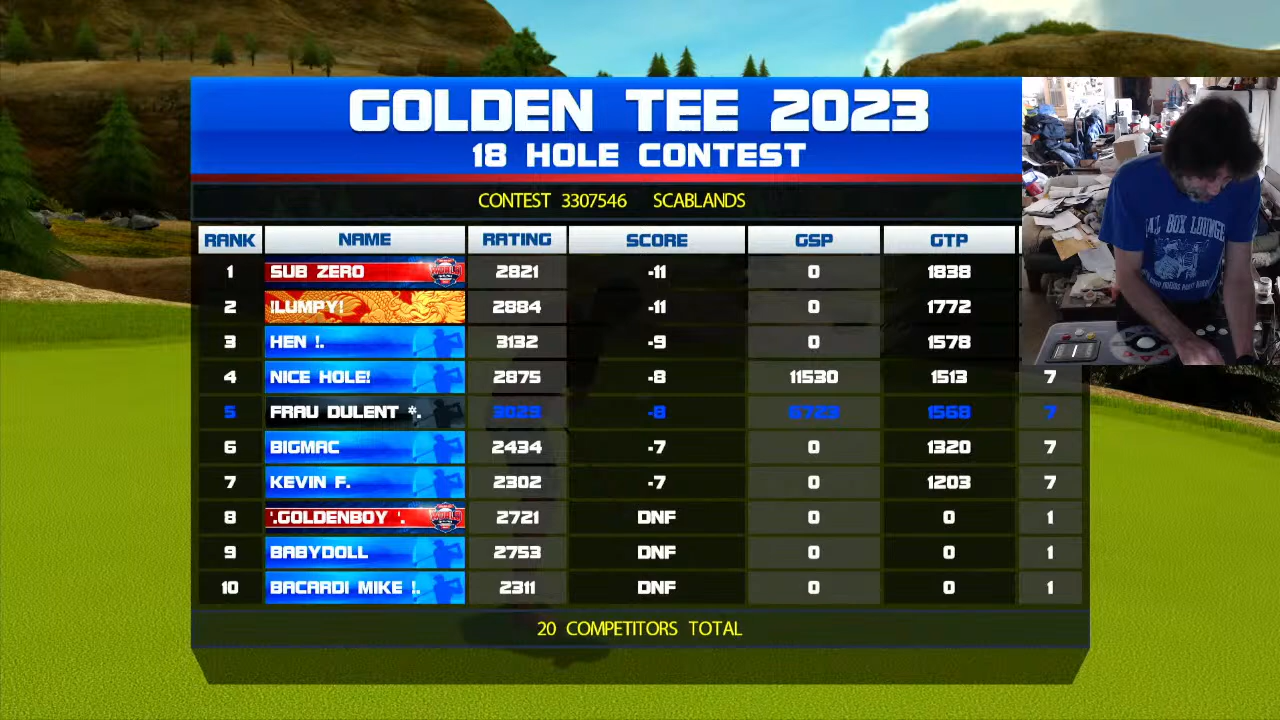 GOLDEN TEE 2023
18 HOLE CONTEST
CONTEST 3307546 SCABLANDS
RANK NAME RATING SCORE GSP GTP
1 SUB ZERO 2821 -11 0 1838
2 !LUMPY! 2884 -11 0 1772
3 HEN !. 3132 -9 0 1578
4 NICE HOLE! 2875 -8 11530 1513 7
5 FRAU DULENT *. 3029 -8 6723 1568 7
6 BIGMAC 2434 -7 0 1320 7
7 KEVIN F. 2302 -7 0 1203 7
8 '.GOLDENBOY '. 2721 DNF 0 0 1
9 BABYDOLL 2753 DNF 0 0 1
10 BACARDI MIKE !. 2311 DNF 0 0 1
20 COMPETITORS TOTAL
BOX LOUNGE